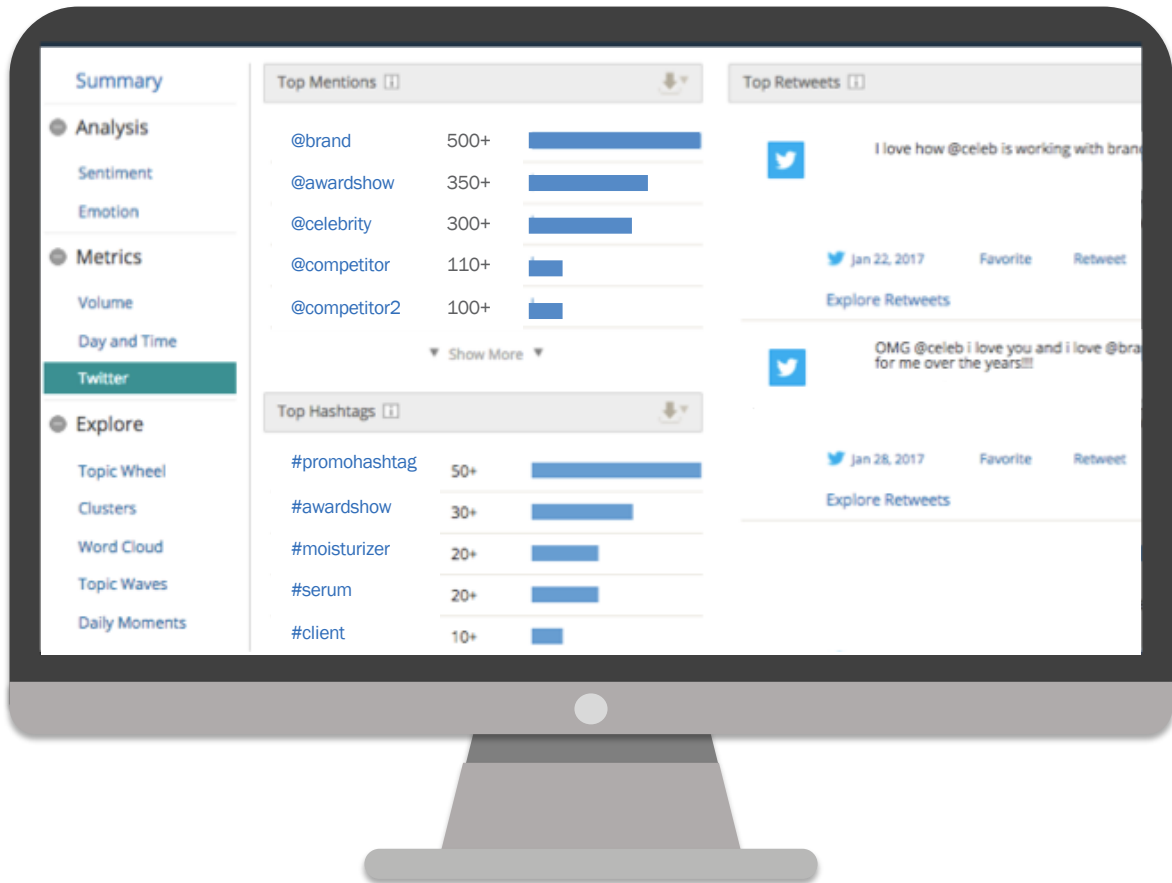 Summary
Analysis
Sentiment
Emotion
Metrics
Volume
Day and Time
Twitter
Explore
Topic Wheel
Clusters
Word Cloud
Topic Waves
Daily Moments
Top Mentions
@brand 500+
@awardshow 350+
@celebrity 300+
@competitor 110+
@competitor2 100+
▼ Show More ▼
Top Hashtags
#promohashtag 50+
#awardshow 30+
#moisturizer 20+
#serum 20+
#client 10+
Top Retweets
I love how @celeb is working with
Jan 22, 2017 Favorite Retweet
Explore Retweets
OMG @celeb i love you and i love
for me over the years!!!
Jan 28, 2017 Favorite Retweet
Explore Retweets